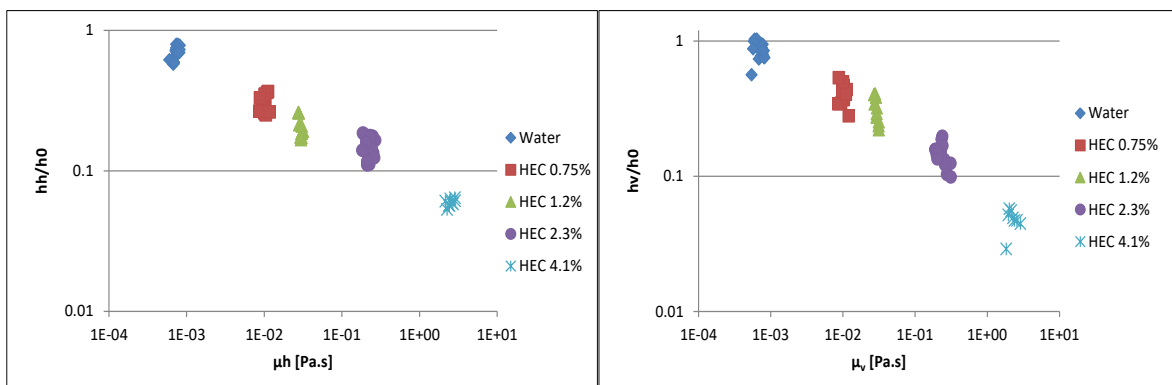 1
0.1
0.01
hh/h0
1E-04 1E-03 1E-02 1E-01 1E+00 1E+01
µh [Pa.s]
Water
HEC 0.75%
HEC 1.2%
HEC 2.3%
HEC 4.1%
1
0.1
0.01
hv/h0
1E-04 1E-03 1E-02 1E-01 1E+00 1E+01
µᵥ [Pa.s]
Water
HEC 0.75%
HEC 1.2%
HEC 2.3%
HEC 4.1%